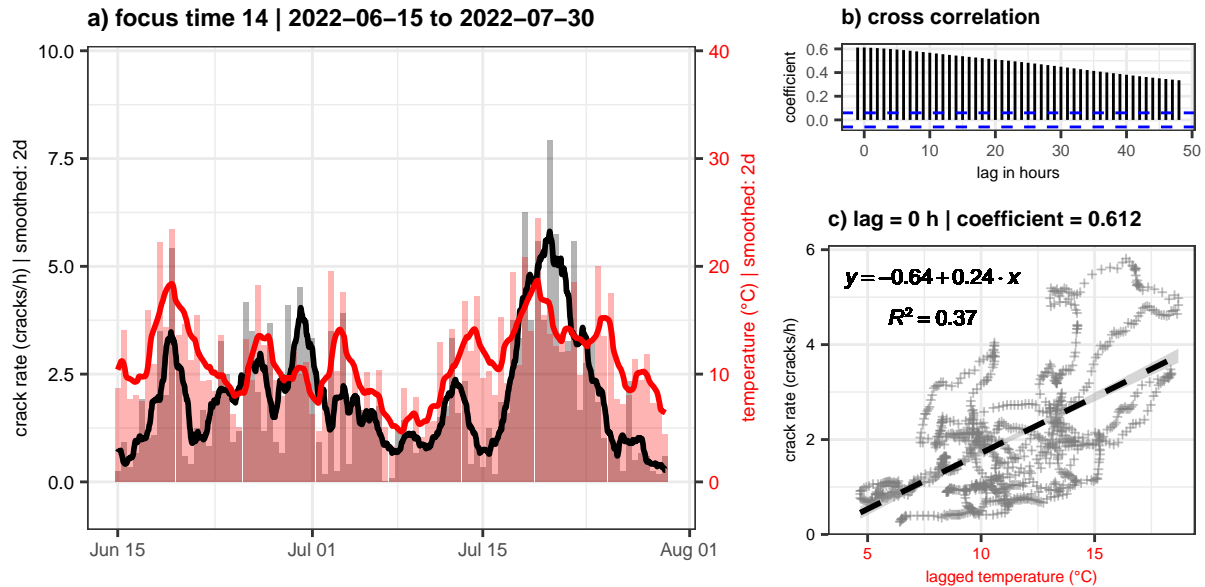 a) focus time 14 | 2022−06−15 to 2022−07−30
crack rate (cracks/h) | smoothed: 2d
10.0
7.5
5.0
2.5
0.0
40
30
20
10
0
temperature (°C) | smoothed: 2d
Jun 15
Jul 01
Jul 15
Aug 01
b) cross correlation
coefficient
0.6
0.4
0.2
0.0
0
10
20
30
40
50
lag in hours
c) lag = 0 h | coefficient = 0.612
crack rate (cracks/h)
6
4
2
0
y = −0.64 + 0.24 · x
R² = 0.37
5
10
15
lagged temperature (°C)